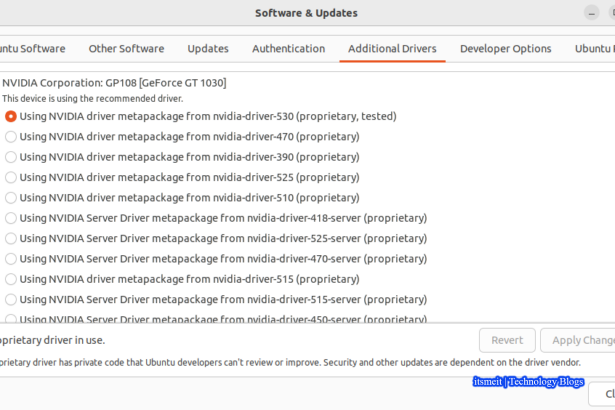 Software & Updates
untu Software Other Software Updates Authentication Additional Drivers Developer Options Ubuntu
NVIDIA Corporation: GP108 [GeForce GT 1030]
This device is using the recommended driver.
Using NVIDIA driver metapackage from nvidia-driver-530 (proprietary, tested)
Using NVIDIA driver metapackage from nvidia-driver-470 (proprietary)
Using NVIDIA driver metapackage from nvidia-driver-390 (proprietary)
Using NVIDIA driver metapackage from nvidia-driver-525 (proprietary)
Using NVIDIA driver metapackage from nvidia-driver-510 (proprietary)
Using NVIDIA Server Driver metapackage from nvidia-driver-418-server (proprietary)
Using NVIDIA Server Driver metapackage from nvidia-driver-525-server (proprietary)
Using NVIDIA Server Driver metapackage from nvidia-driver-470-server (proprietary)
Using NVIDIA driver metapackage from nvidia-driver-515 (proprietary)
Using NVIDIA Server Driver metapackage from nvidia-driver-515-server (proprietary)
Using NVIDIA Server Driver metapackage from nvidia-driver-450-server (proprietary)
oprietary driver in use. Revert Apply Change
prietary driver has private code that Ubuntu developers can't review or improve. Security and other updates are dependent on the driver vendor.
itsmeit | Technology Blogs
Cl